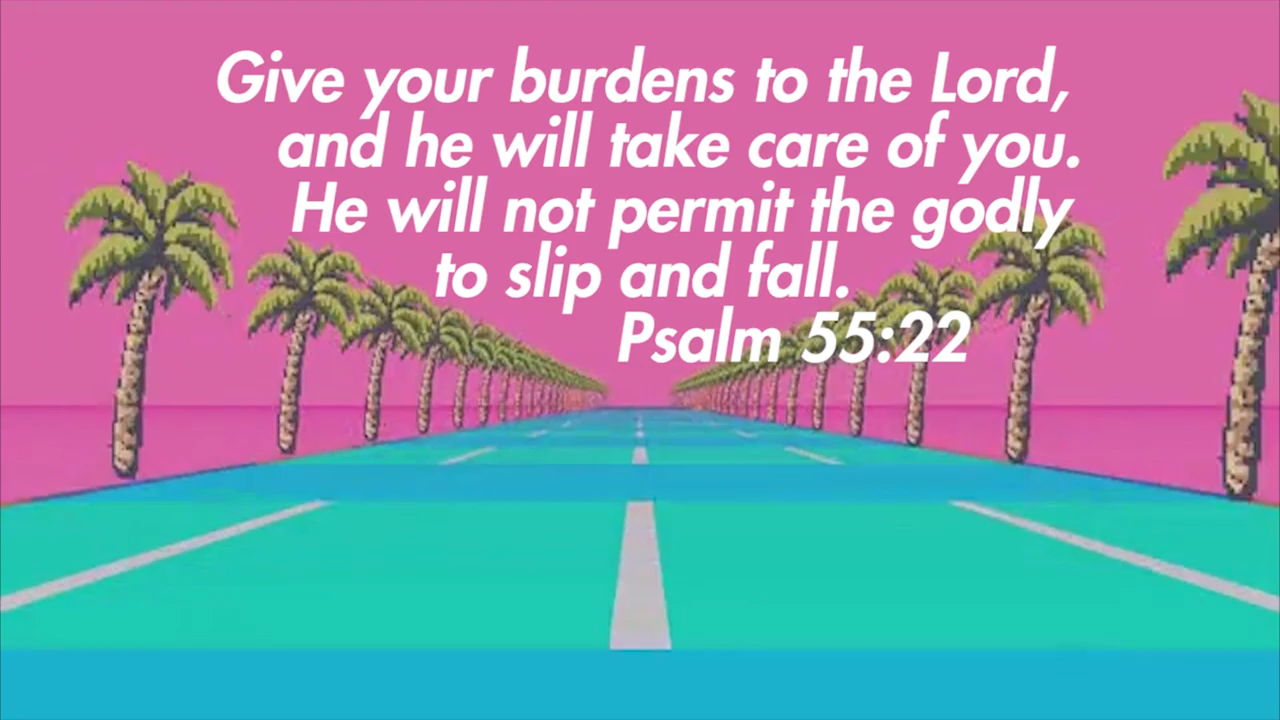 Give your burdens to the Lord,
and he will take care of you.
He will not permit the godly
to slip and fall.
Psalm 55:22